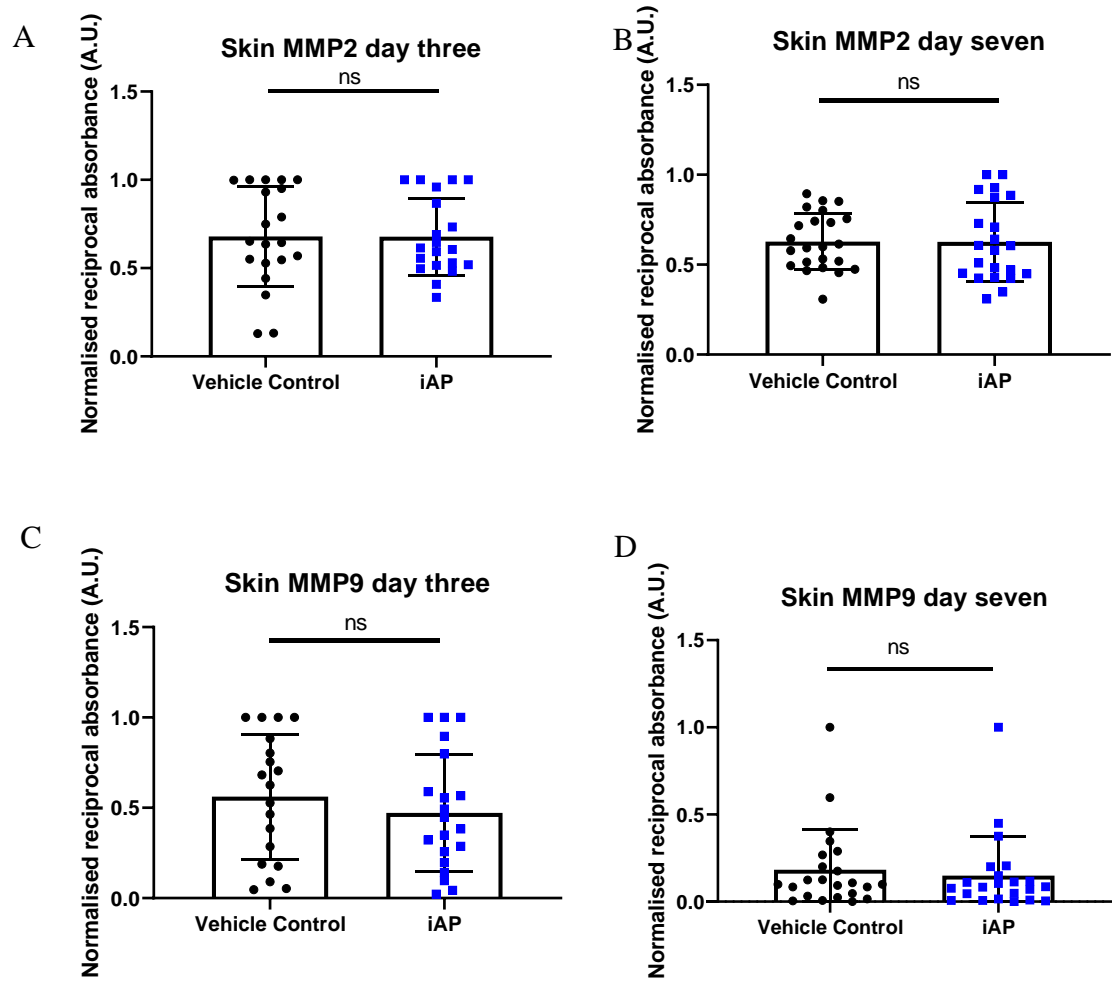 A
Skin MMP2 day three
ns
Normalised reciprocal absorbance (A.U.)
1.5
1.0
0.5
0.0
Vehicle Control
iAP
B
Skin MMP2 day seven
ns
Normalised reciprocal absorbance (A.U.)
1.5
1.0
0.5
0.0
Vehicle Control
iAP
C
Skin MMP9 day three
ns
Normalised reciprocal absorbance (A.U.)
1.5
1.0
0.5
0.0
Vehicle Control
iAP
D
Skin MMP9 day seven
ns
Normalised reciprocal absorbance (A.U.)
1.5
1.0
0.5
0.0
Vehicle Control
iAP